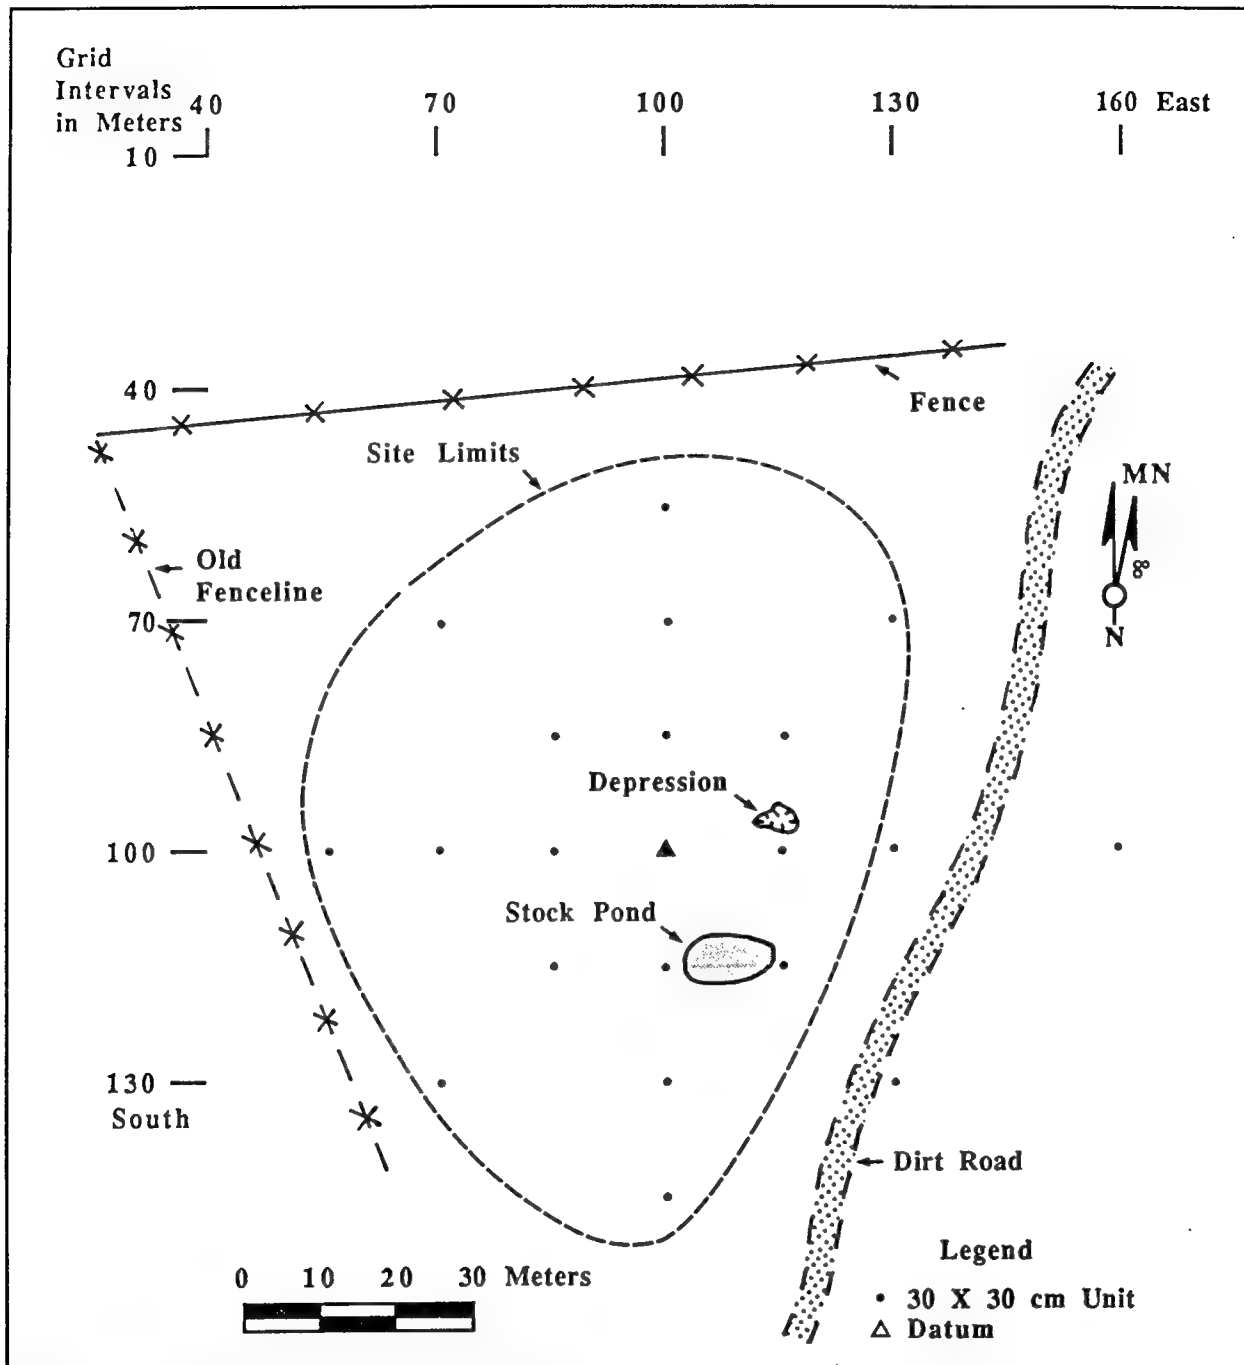 Grid
Intervals
in Meters
40 70 100 130 160 East
10
40
Fence
Site Limits
MN
Old
Fenceline
8°
70
N
Depression
100
Stock Pond
130
South
Dirt Road
Legend
0 10 20 30 Meters
• 30 X 30 cm Unit
△ Datum